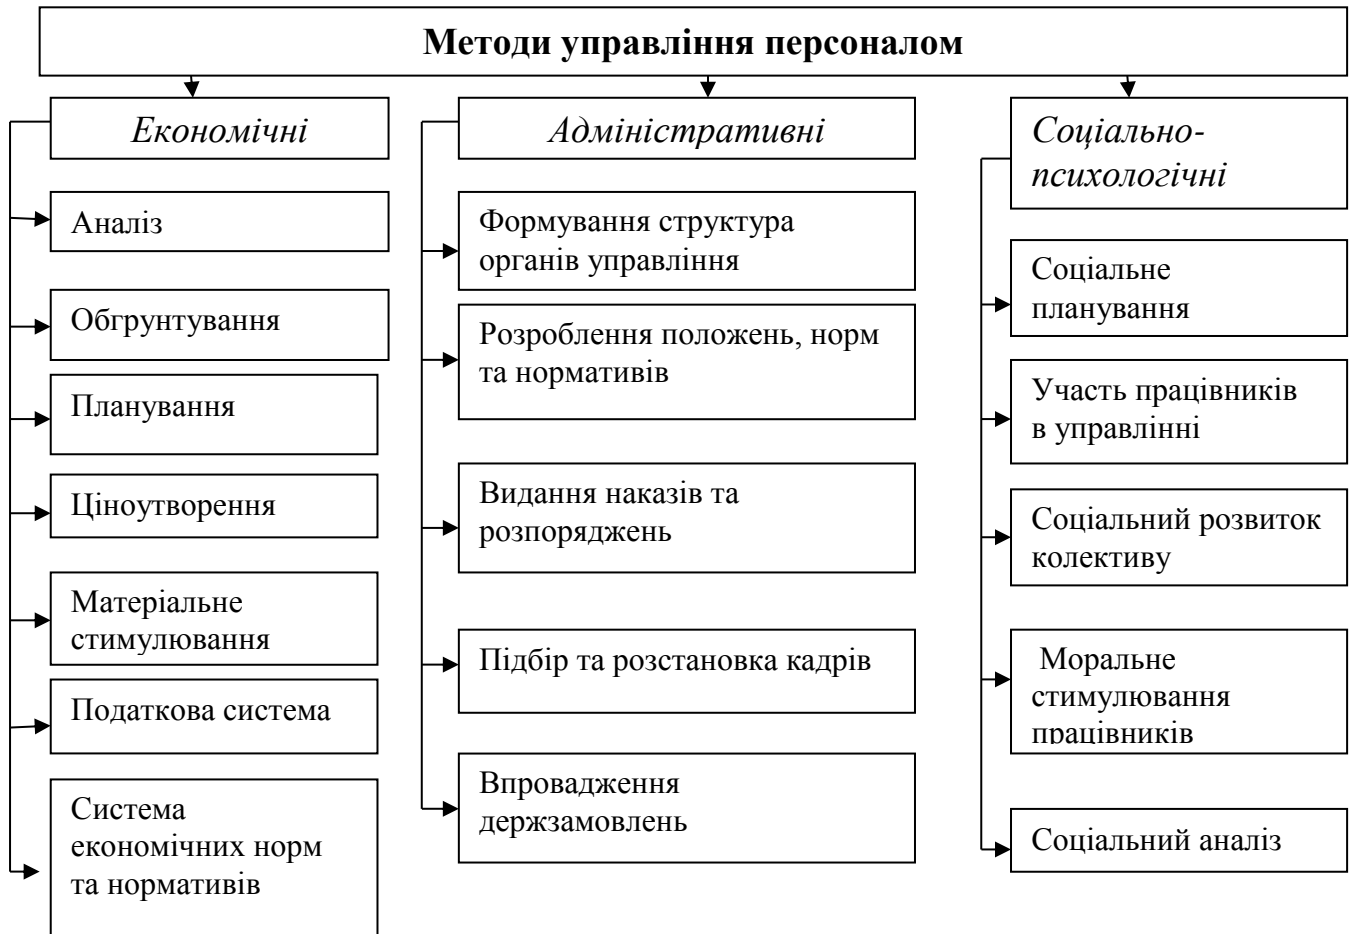 Методи управління персоналом
Економічні
Аналіз
Обгрунтування
Планування
Ціноутворення
Матеріальне
стимулювання
Податкова система
Система
економічних норм
та нормативів
Адміністративні
Формування структура
органів управління
Розроблення положень, норм
та нормативів
Видання наказів та
розпоряджень
Підбір та розстановка кадрів
Впровадження
держзамовлень
Соціально-
психологічні
Соціальне
планування
Участь працівників
в управлінні
Соціальний розвиток
колективу
Моральне
стимулювання
працівників
Соціальний аналіз